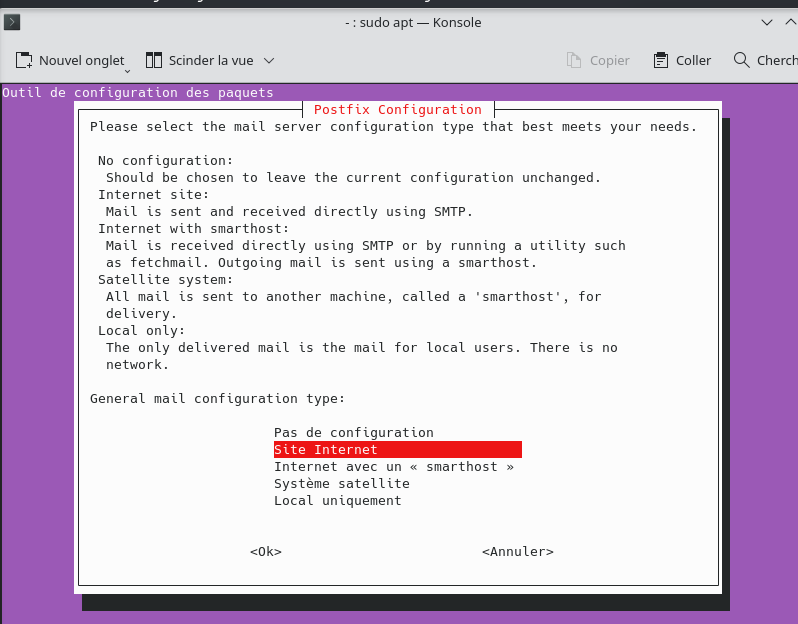 - : sudo apt — Konsole
Nouvel onglet
Scinder la vue
Copier
Coller
Cherch
Outil de configuration des paquets
Postfix Configuration
Please select the mail server configuration type that best meets your needs.
No configuration:
Should be chosen to leave the current configuration unchanged.
Internet site:
Mail is sent and received directly using SMTP.
Internet with smarthost:
Mail is received directly using SMTP or by running a utility such
as fetchmail. Outgoing mail is sent using a smarthost.
Satellite system:
All mail is sent to another machine, called a 'smarthost', for
delivery.
Local only:
The only delivered mail is the mail for local users. There is no
network.
General mail configuration type:
Pas de configuration
Site Internet
Internet avec un « smarthost »
Système satellite
Local uniquement
<Ok>
<Annuler>